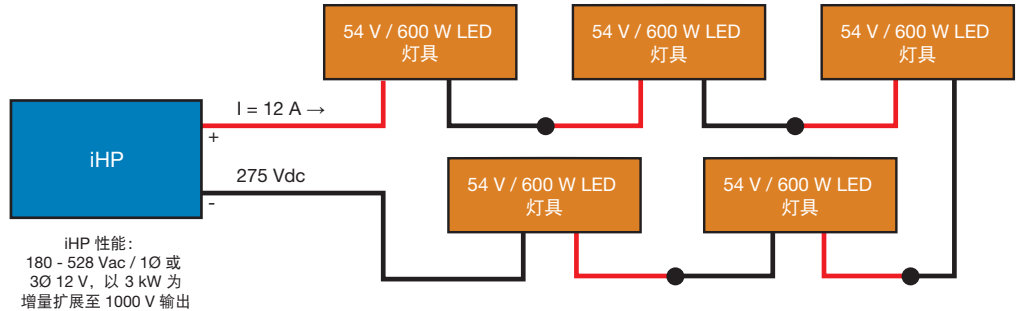 54 V / 600 W LED
灯具
54 V / 600 W LED
灯具
54 V / 600 W LED
灯具
I = 12 A →
+
iHP
275 Vdc
-
54 V / 600 W LED
灯具
54 V / 600 W LED
灯具
iHP 性能：
180 - 528 Vac / 1Ø 或
3Ø 12 V，以 3 kW 为
增量扩展至 1000 V 输出